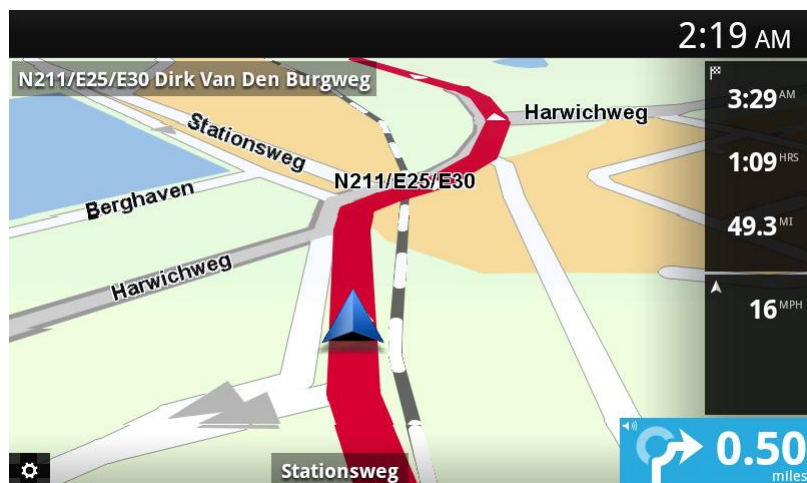 2:19 AM
N211/E25/E30 Dirk Van Den Burgweg
3:29 AM
Harwichweg
Stationsweg
1:09 HRS
N211/E25/E30
Berghaven
49.3 MI
Harwichweg
16 MPH
0.50
miles
Stationsweg